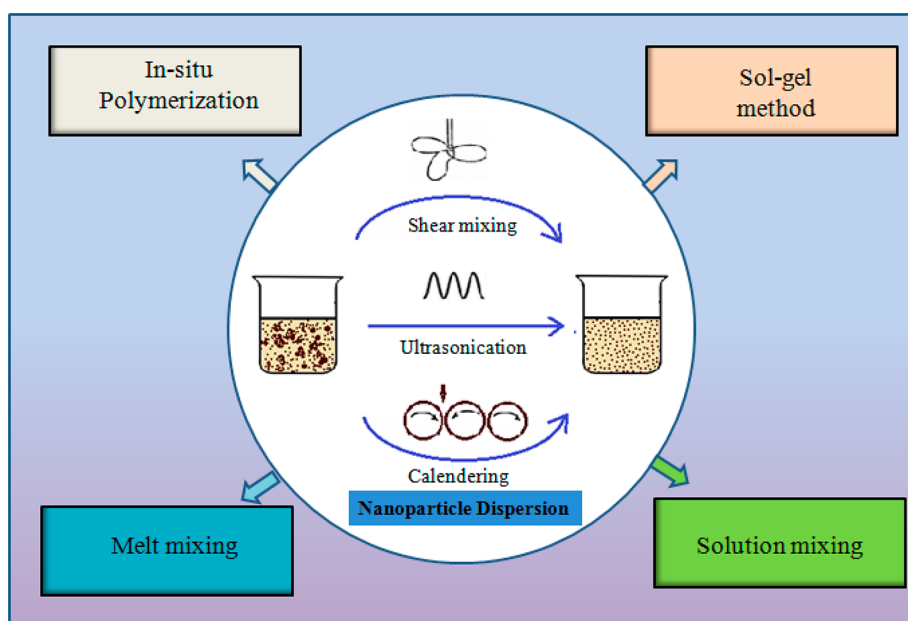 In-situ
Polymerization
Sol-gel
method
Shear mixing
Ultrasonication
Calendering
Nanoparticle Dispersion
Melt mixing
Solution mixing